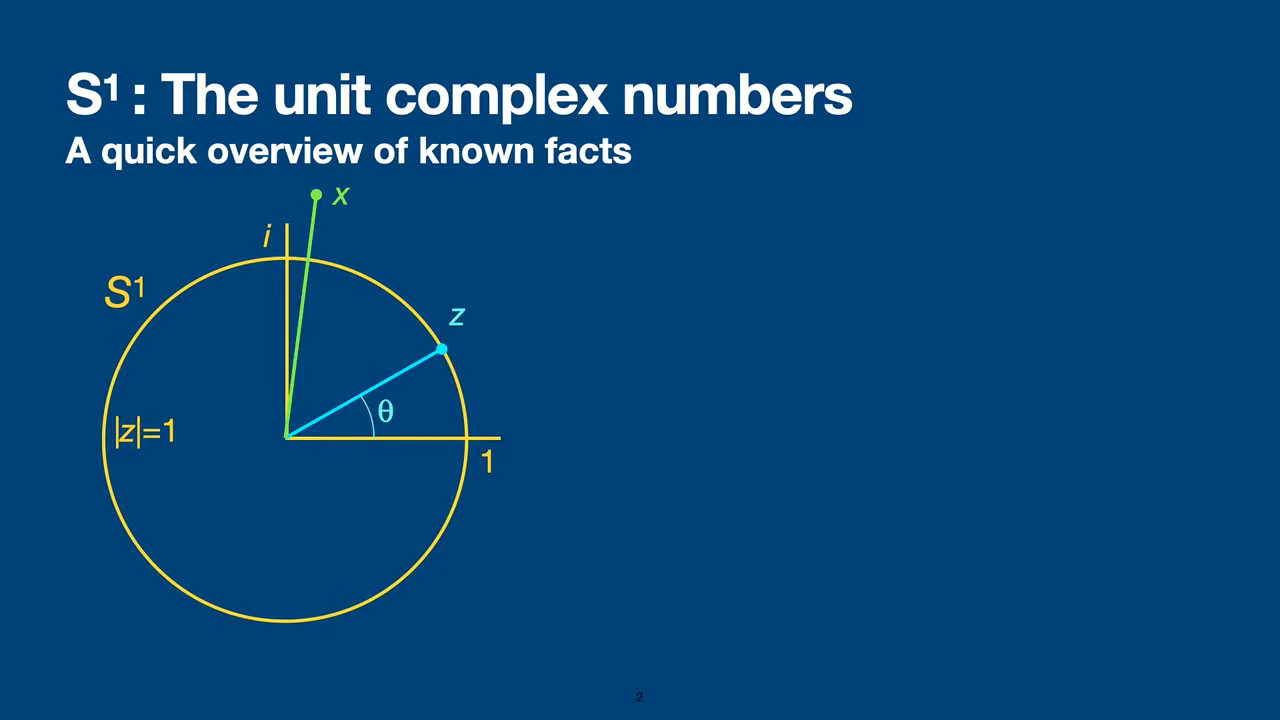 S¹ : The unit complex numbers
A quick overview of known facts
x
i
S¹
z
θ
|z|=1
1
2